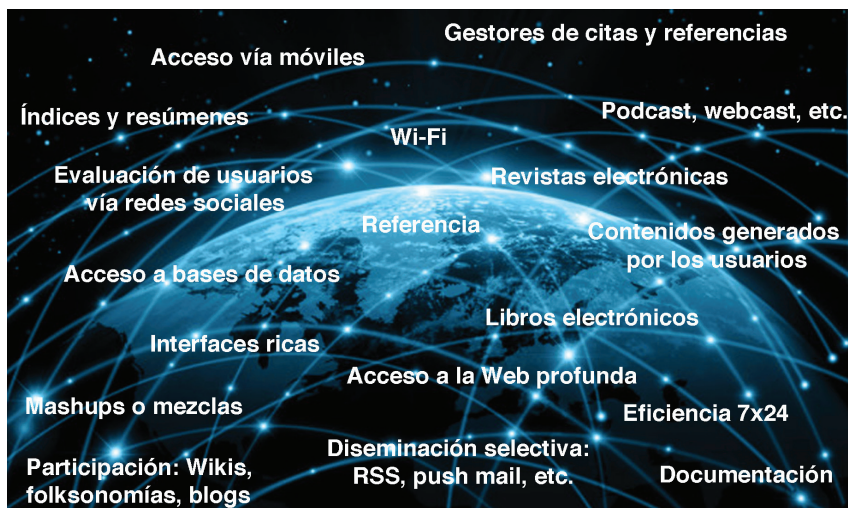 Gestores de citas y referencias
Acceso vía móviles
Índices y resúmenes
Podcast, webcast, etc.
Wi-Fi
Evaluación de usuarios
vía redes sociales
Revistas electrónicas
Referencia
Contenidos generados
por los usuarios
Acceso a bases de datos
Libros electrónicos
Interfaces ricas
Acceso a la Web profunda
Mashups o mezclas
Eficiencia 7x24
Diseminación selectiva:
RSS, push mail, etc.
Participación: Wikis,
folksonomías, blogs
Documentación